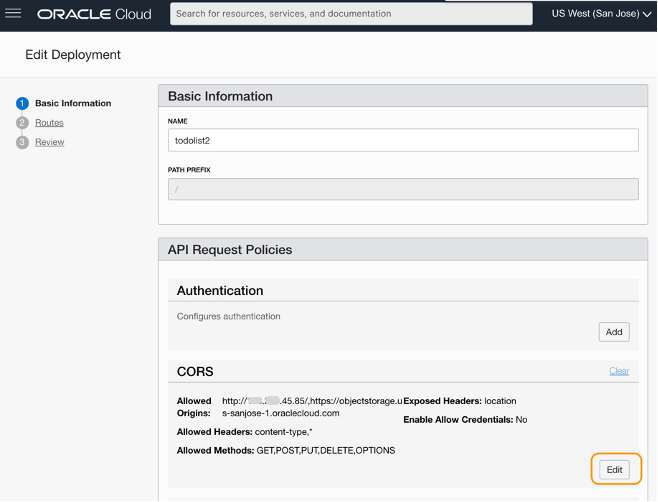 ORACLE Cloud
Search for resources, services, and documentation
US West (San Jose)
Edit Deployment
1 Basic Information
2 Routes
3 Review
Basic Information
NAME
todolist2
PATH PREFIX
/
API Request Policies
Authentication
Configures authentication
Add
CORS
Clear
Allowed Origins: http:// . .45.85/,https://objectstorage.u
s-sanjose-1.oraclecloud.com
Exposed Headers: location
Enable Allow Credentials: No
Allowed Headers: content-type,*
Allowed Methods: GET,POST,PUT,DELETE,OPTIONS
Edit